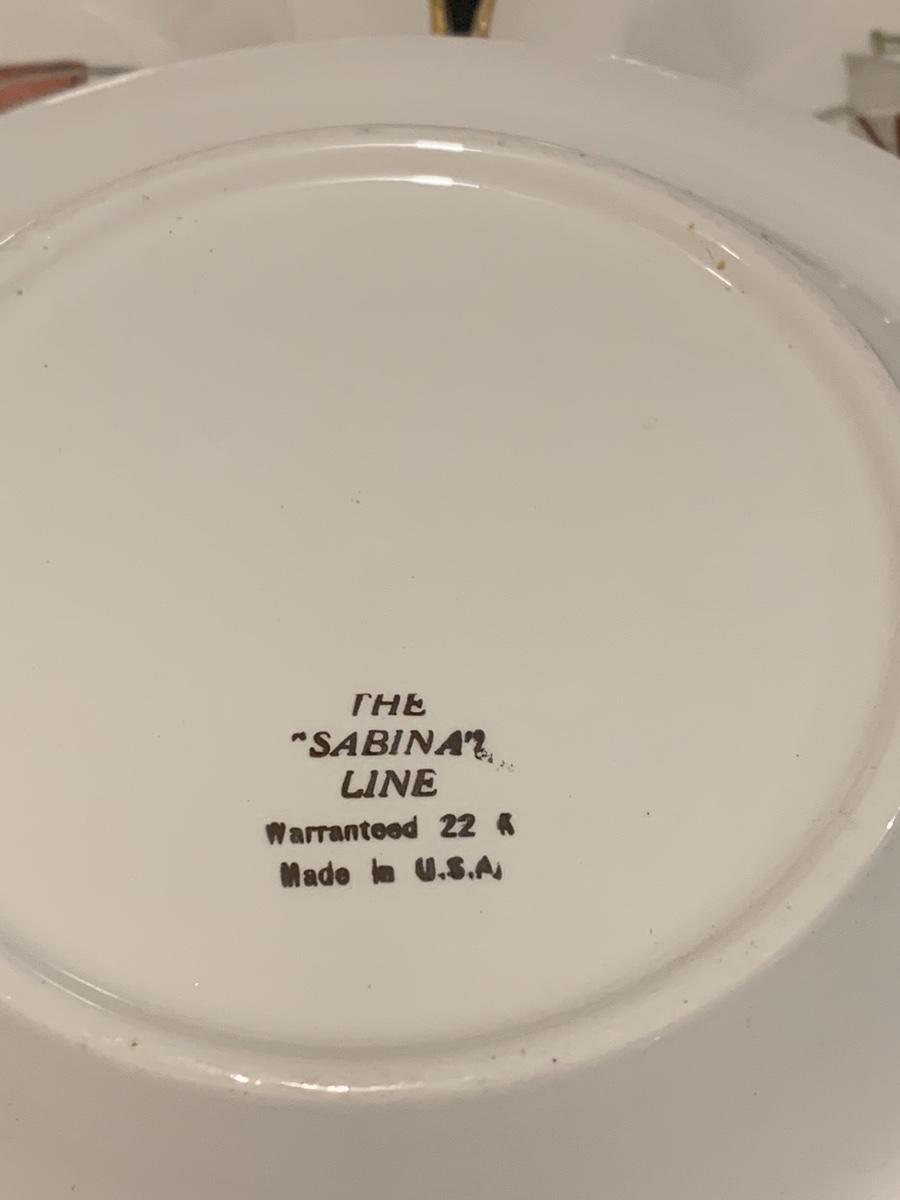 THE
"SABINA"
LINE
Warranteed 22 K
Made in U.S.A.